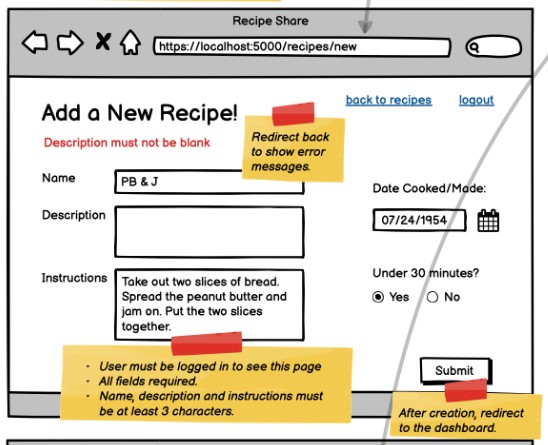 Recipe Share
https://localhost:5000/recipes/new
back to recipes
logout
Add a New Recipe!
Description must not be blank
Redirect back
to show error
messages.
Name
PB & J
Date Cooked/Made:
Description
07/24/1954
Instructions
Take out two slices of bread.
Spread the peanut butter and
jam on. Put the two slices
together.
Under 30 minutes?
Yes
No
· User must be logged in to see this page
· All fields required.
· Name, description and instructions must
be at least 3 characters.
Submit
After creation, redirect
to the dashboard.